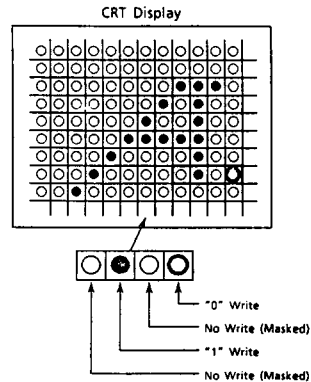 CRT Display
"0" Write
No Write (Masked)
"1" Write
No Write (Masked)